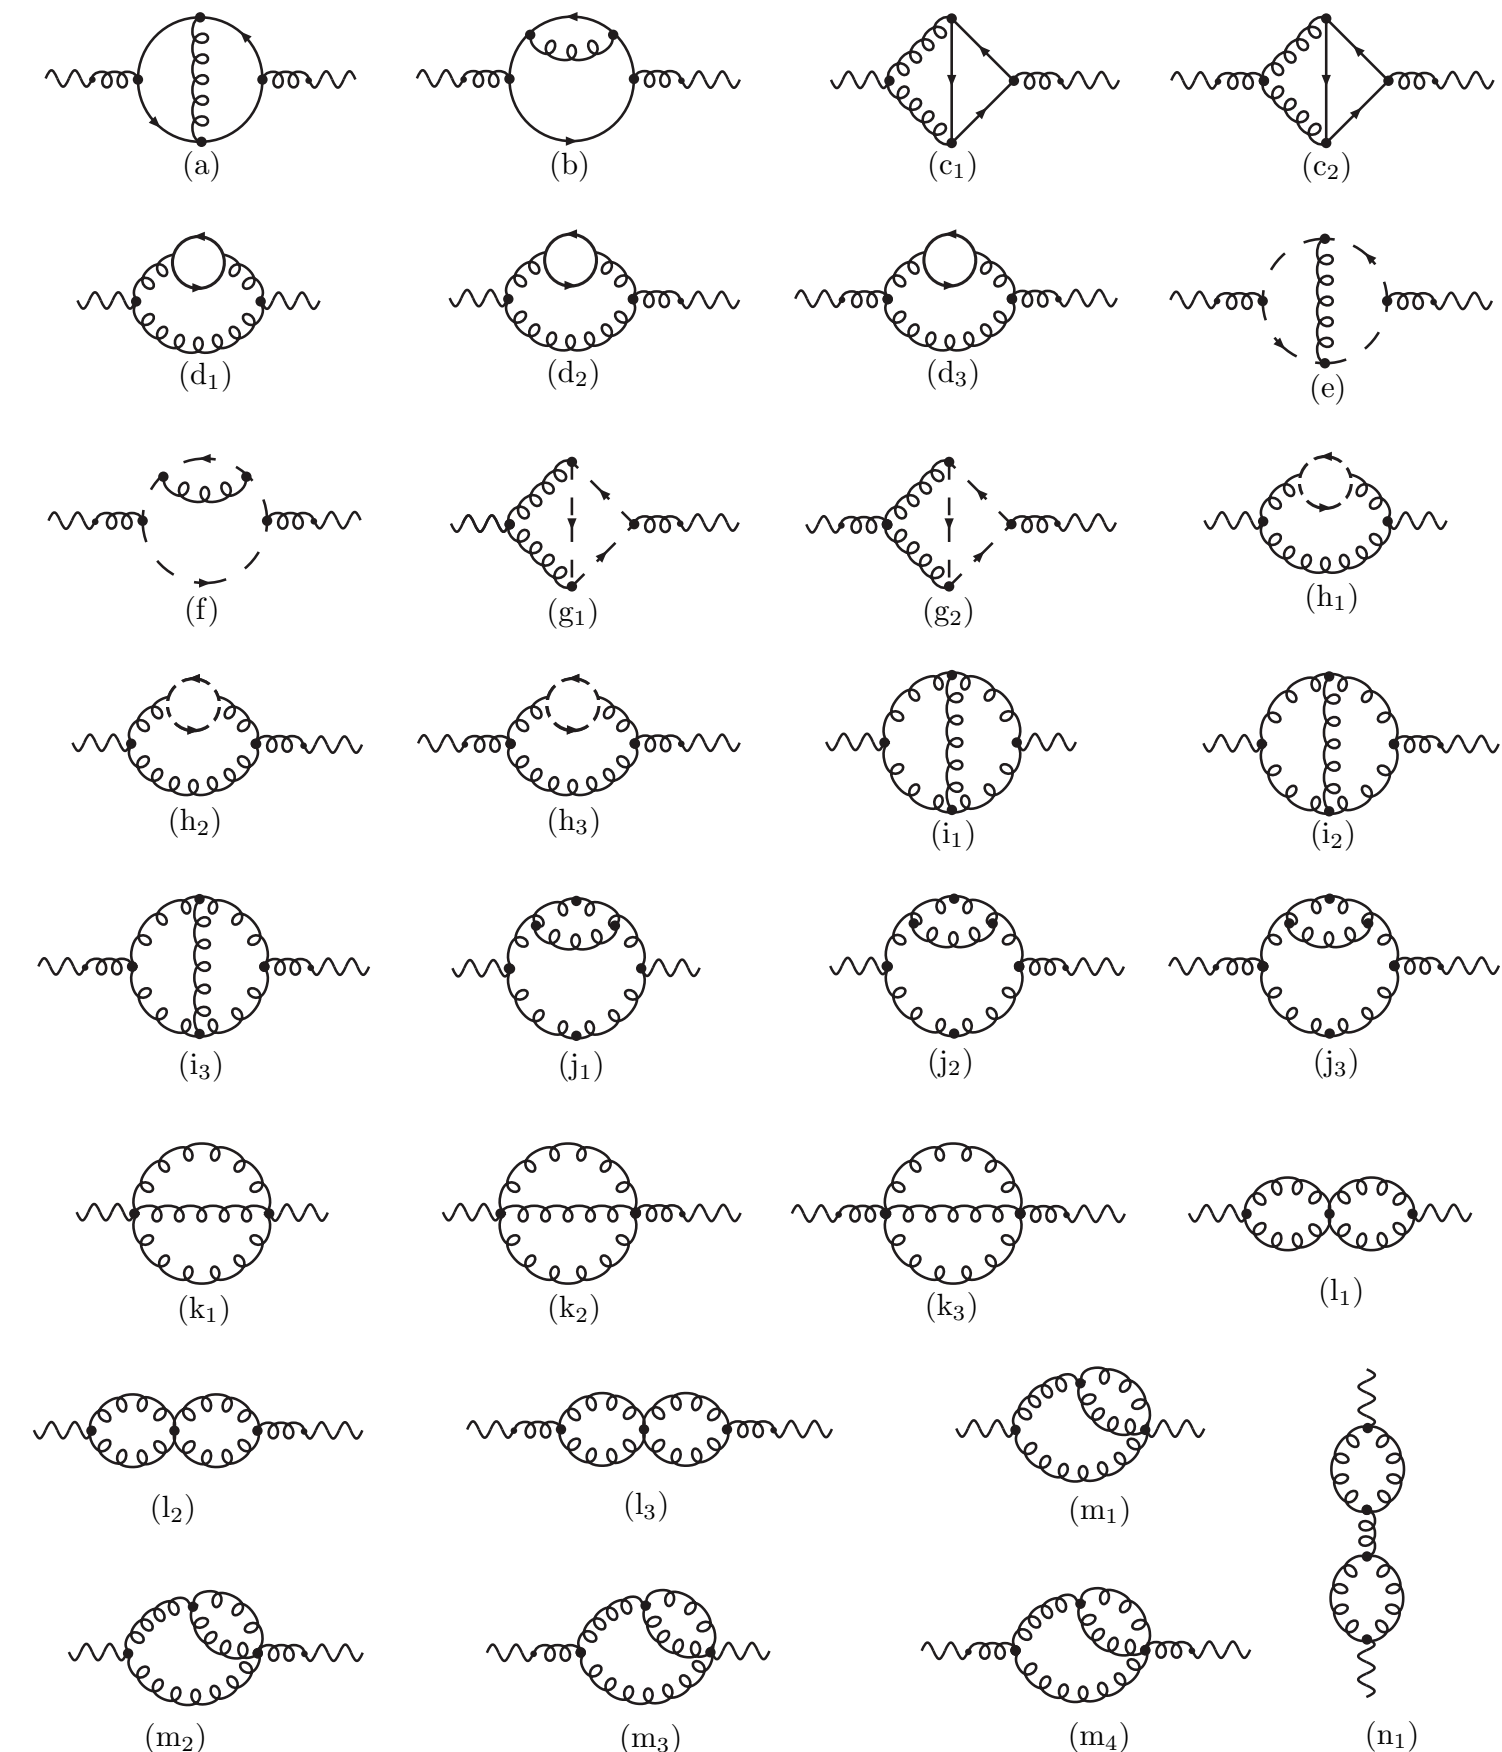 (a) (b) (c₁) (c₂)
(d₁) (d₂) (d₃) (e)
(f) (g₁) (g₂) (h₁)
(h₂) (h₃) (i₁) (i₂)
(i₃) (j₁) (j₂) (j₃)
(k₁) (k₂) (k₃) (l₁)
(l₂) (l₃) (m₁)
(m₂) (m₃) (m₄) (n₁)